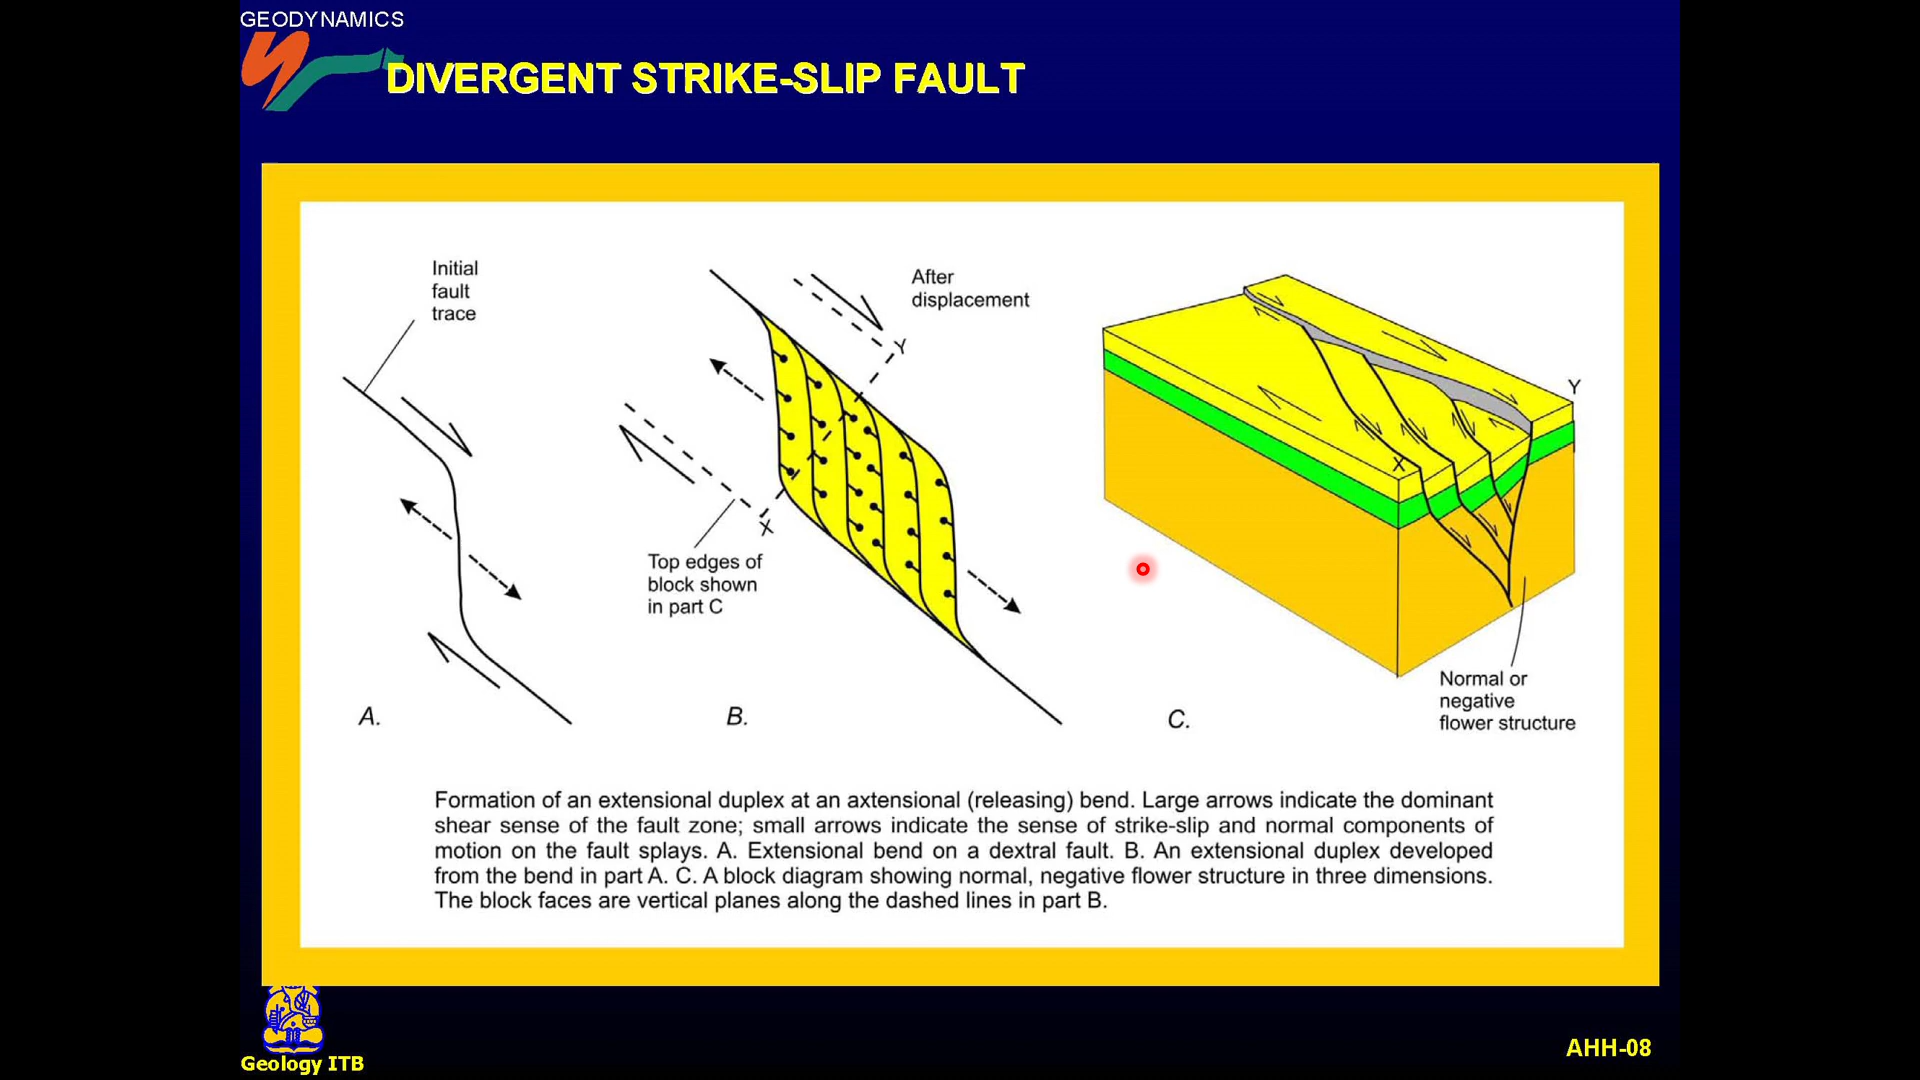 GEODYNAMICS
DIVERGENT STRIKE-SLIP FAULT
Initial
fault
trace
After
displacement
Y
X
Top edges of
block shown
in part C
Y
X
Normal or
negative
flower structure
A.
B.
C.
Formation of an extensional duplex at an axtensional (releasing) bend. Large arrows indicate the dominant
shear sense of the fault zone; small arrows indicate the sense of strike-slip and normal components of
motion on the fault splays. A. Extensional bend on a dextral fault. B. An extensional duplex developed
from the bend in part A. C. A block diagram showing normal, negative flower structure in three dimensions.
The block faces are vertical planes along the dashed lines in part B.
Geology ITB
AHH-08